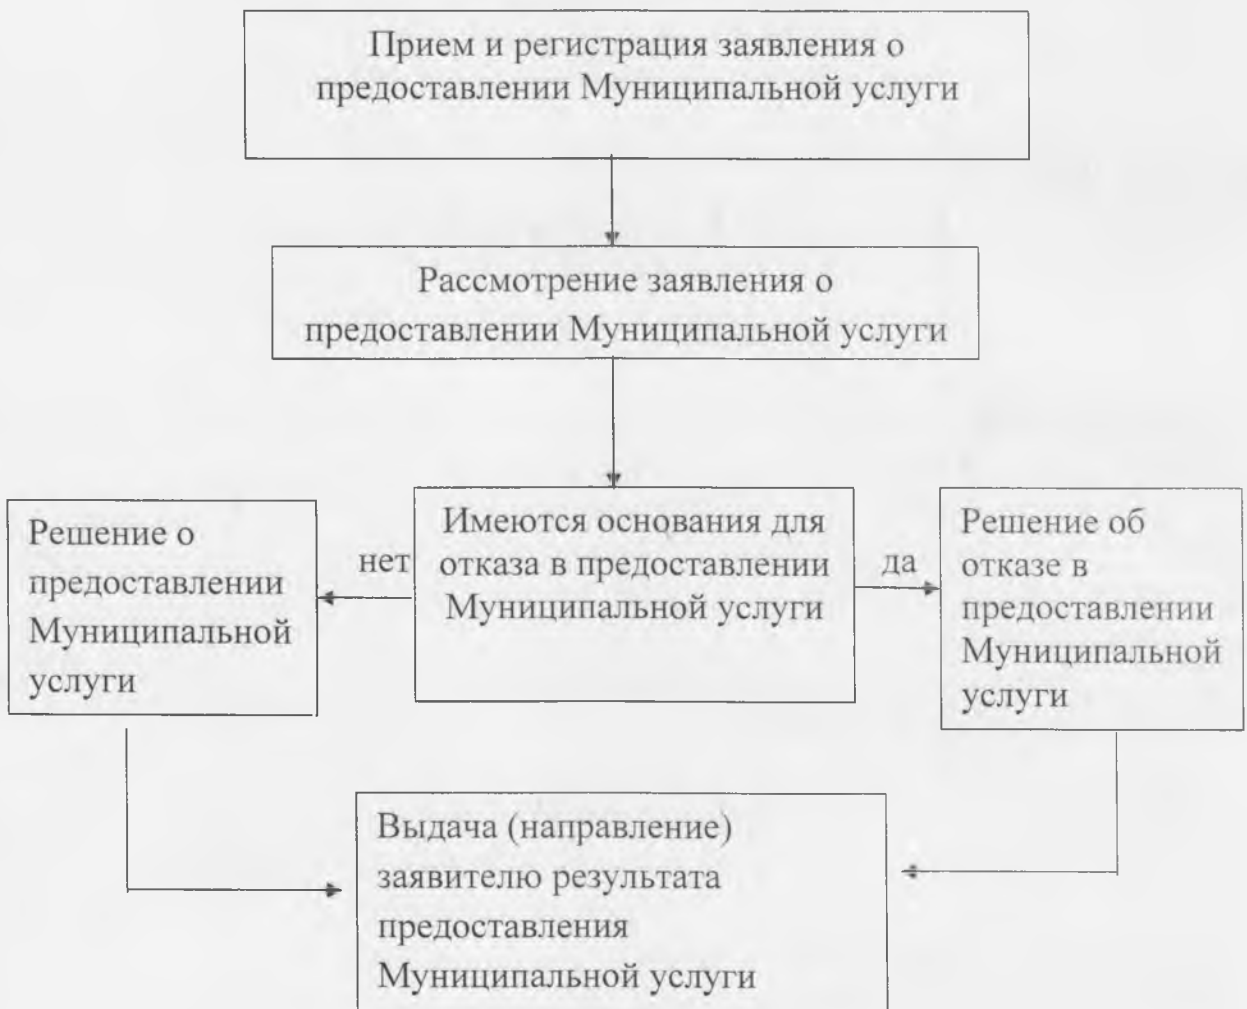 Прием и регистрация заявления о
предоставлении Муниципальной услуги
Рассмотрение заявления о
предоставлении Муниципальной услуги
Решение о
предоставлении
Муниципальной
услуги
нет
Имеются основания для
отказа в предоставлении
Муниципальной услуги
да
Решение об
отказе в
предоставлении
Муниципальной
услуги
Выдача (направление)
заявителю результата
предоставления
Муниципальной услуги